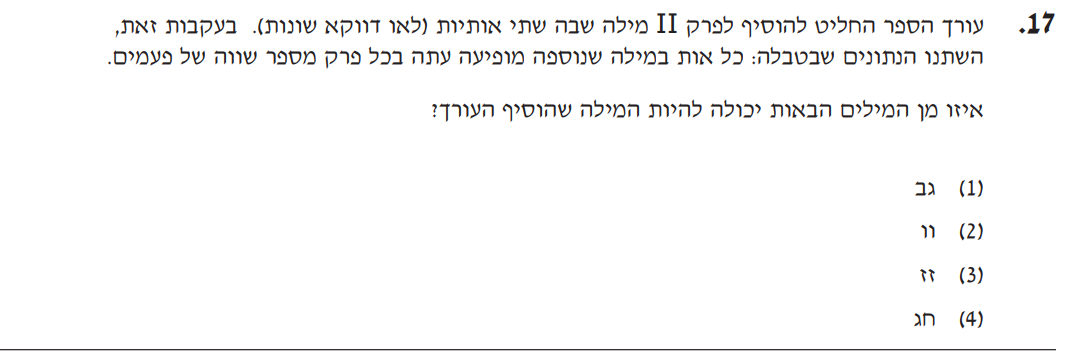 17. עורך הספר החליט להוסיף לפרק II מילה שבה שתי אותיות (לאו דווקא שונות). בעקבות זאת,
השתנו הנתונים שבטבלה: כל אות במילה שנוספה מופיעה עתה בכל פרק מספר שווה של פעמים.
איזו מן המילים הבאות יכולה להיות המילה שהוסיף העורך?
(1) גב
(2) וו
(3) זז
(4) חג